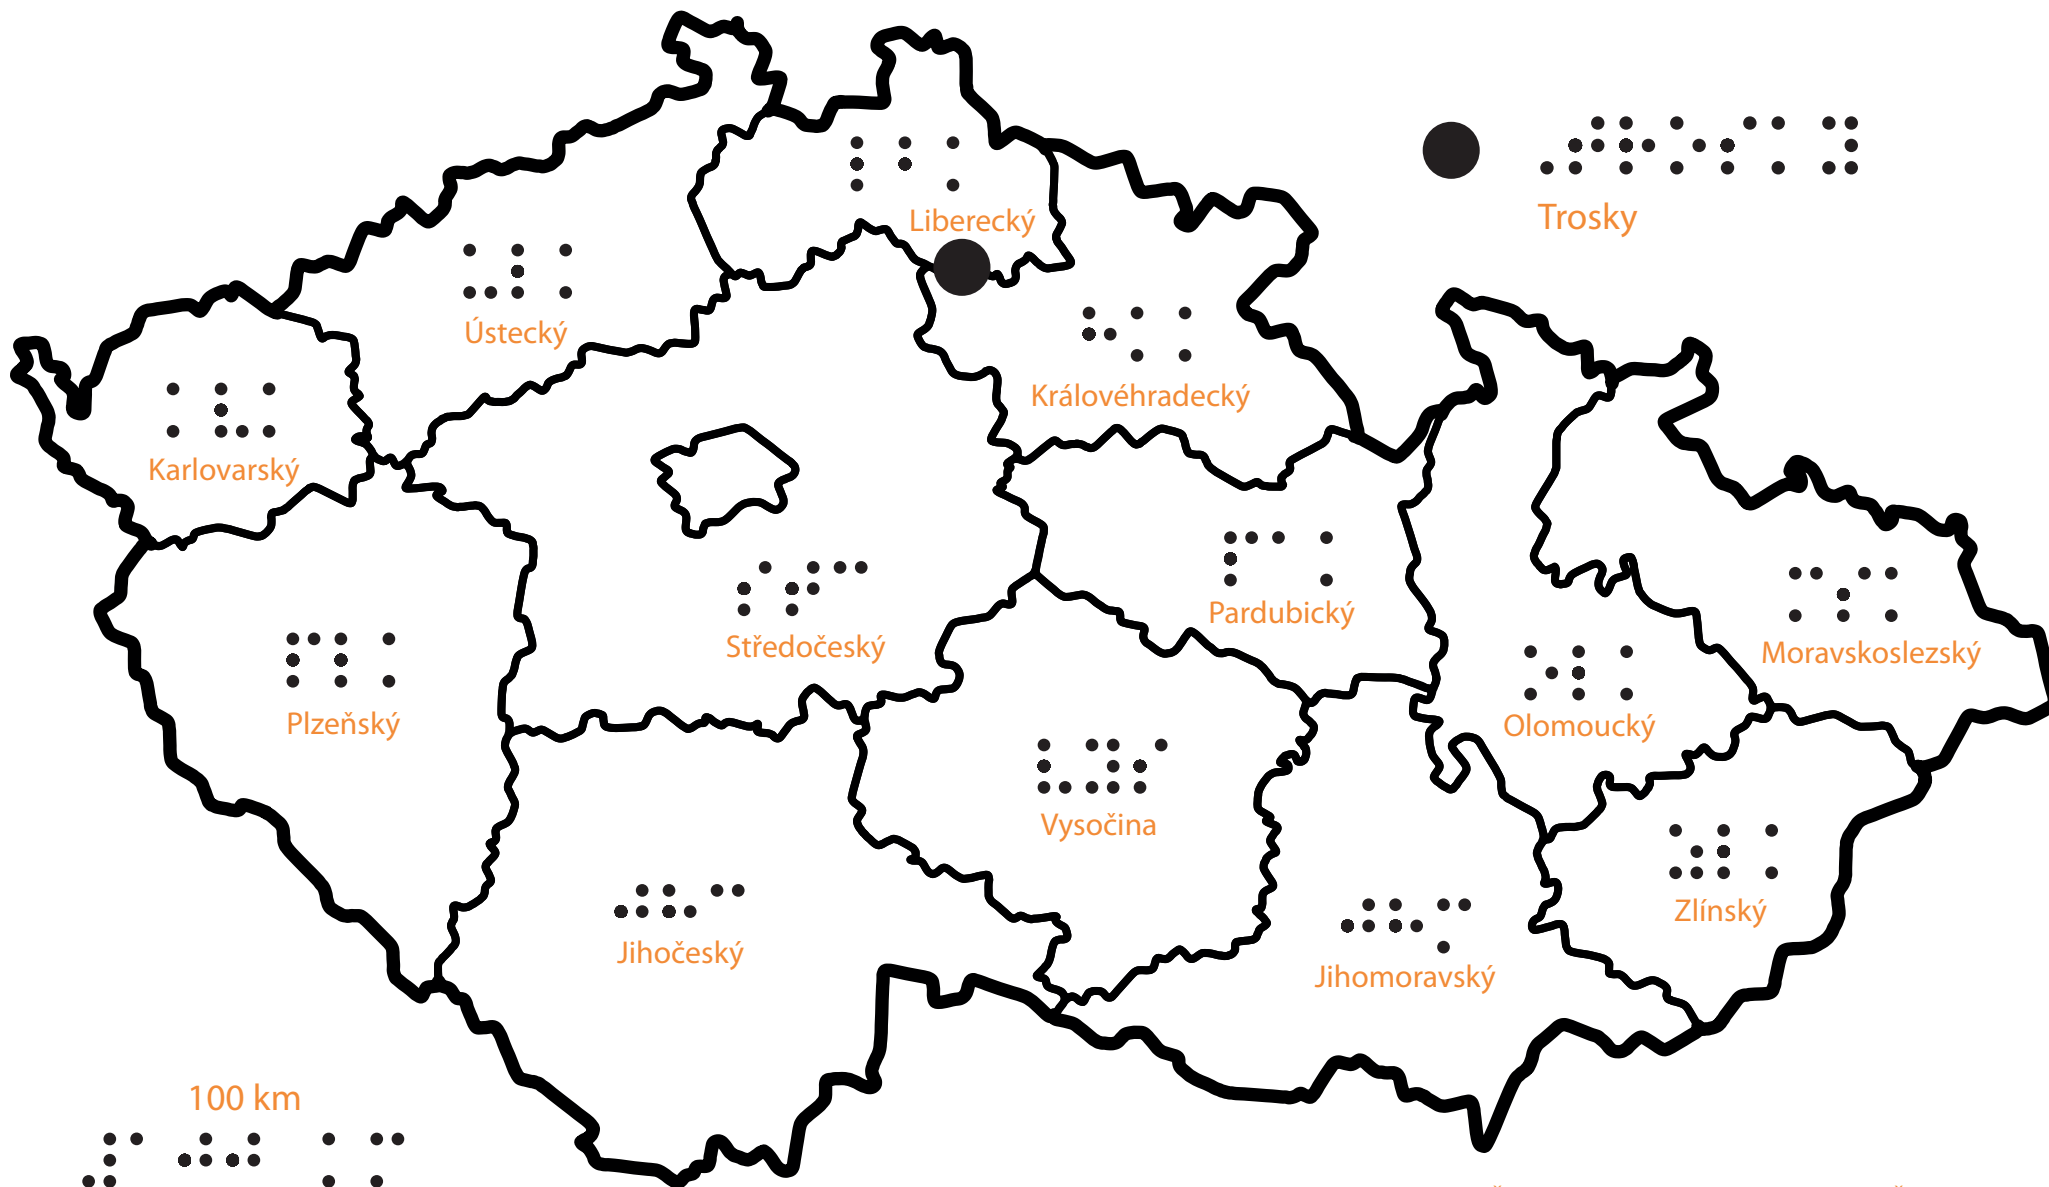 Trosky
Liberecký
Ústecký
Královéhradecký
Karlovarský
Pardubický
Středočeský
Moravskoslezský
Plzeňský
Olomoucký
Vysočina
Zlínský
Jihočeský
Jihomoravský
100 km